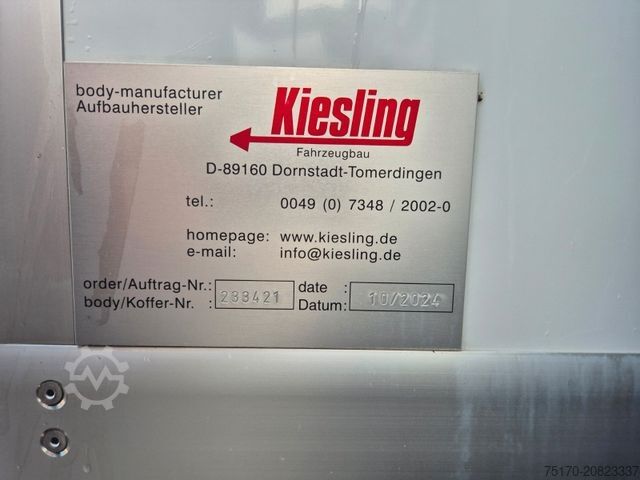 body-manufacturer
Aufbauhersteller
Kiesling
Fahrzeugbau
D-89160 Dornstadt-Tomerdingen
tel.: 0049 (0) 7348 / 2002-0
homepage: www.kiesling.de
e-mail: info@kiesling.de
order/Auftrag-Nr.: date :
body/Koffer-Nr. : 233421 Datum: 10/2024
75170-20823337